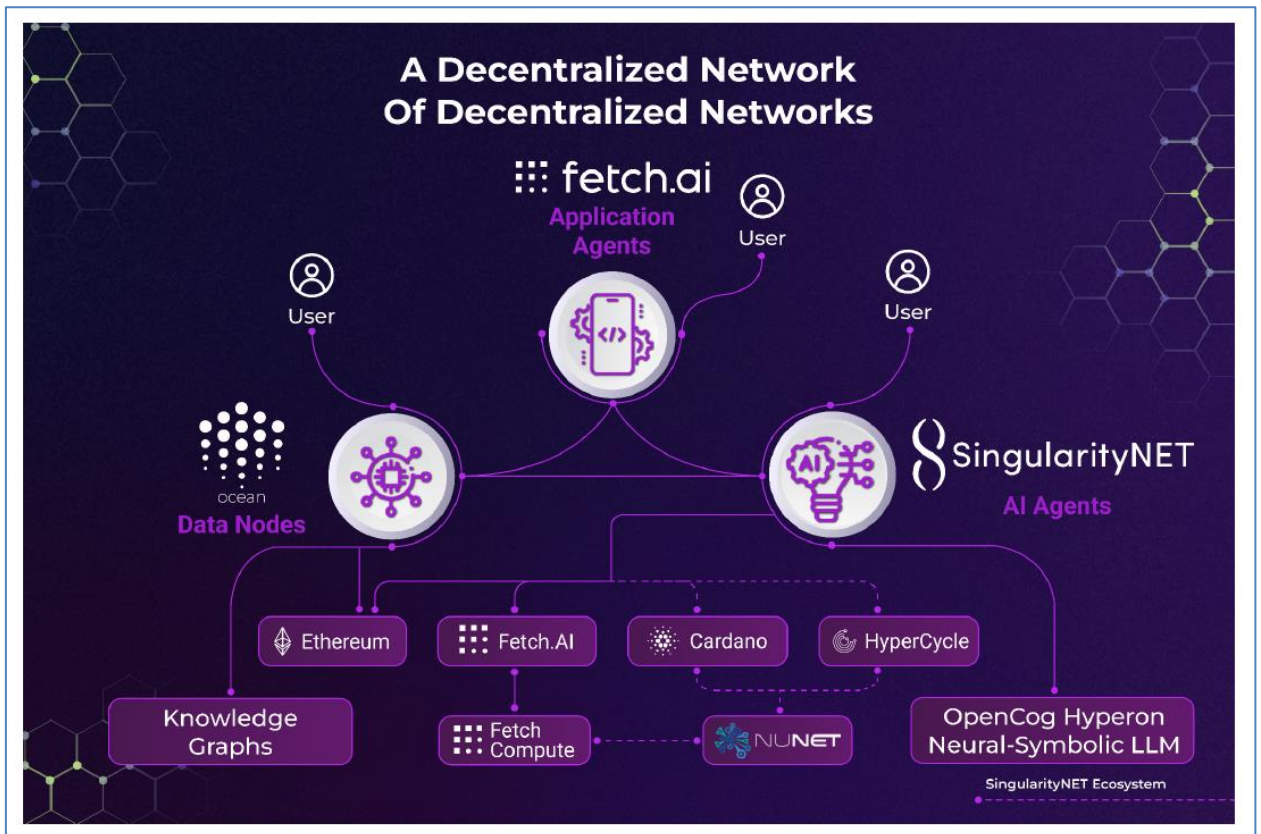 A Decentralized Network
Of Decentralized Networks
fetch.ai
Application
Agents
User
User
User
</>
ocean
Data Nodes
AI
SingularityNET
AI Agents
Ethereum
Fetch.AI
Cardano
HyperCycle
Knowledge
Graphs
Fetch
Compute
NUNET
OpenCog Hyperon
Neural-Symbolic LLM
SingularityNET Ecosystem